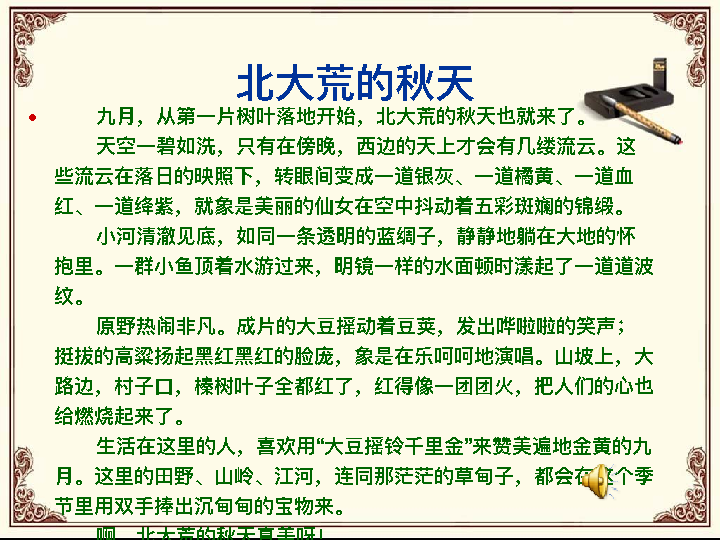 北大荒的秋天
九月，从第一片树叶落地开始，北大荒的秋天也就来了。
天空一碧如洗，只有在傍晚，西边的天上才会有几缕流云。这
些流云在落日的映照下，转眼间变成一道银灰、一道橘黄、一道血
红、一道绛紫，就象是美丽的仙女在空中抖动着五彩斑斓的锦缎。
小河清澈见底，如同一条透明的蓝绸子，静静地躺在大地的怀
抱里。一群小鱼顶着水游过来，明镜一样的水面顿时漾起了一道道波
纹。
原野热闹非凡。成片的大豆摇动着豆荚，发出哗啦啦的笑声；
挺拔的高粱扬起黑红黑红的脸庞，象是在乐呵呵地演唱。山坡上，大
路边，村子口，榛树叶子全都红了，红得像一团团火，把人们的心也
给燃烧起来了。
生活在这里的人，喜欢用“大豆摇铃千里金”来赞美遍地金黄的九
月。这里的田野、山岭、江河，连同那茫茫的草甸子，都会在这个季
节里用双手捧出沉甸甸的宝物来。
啊，北大荒的秋天真美呀！